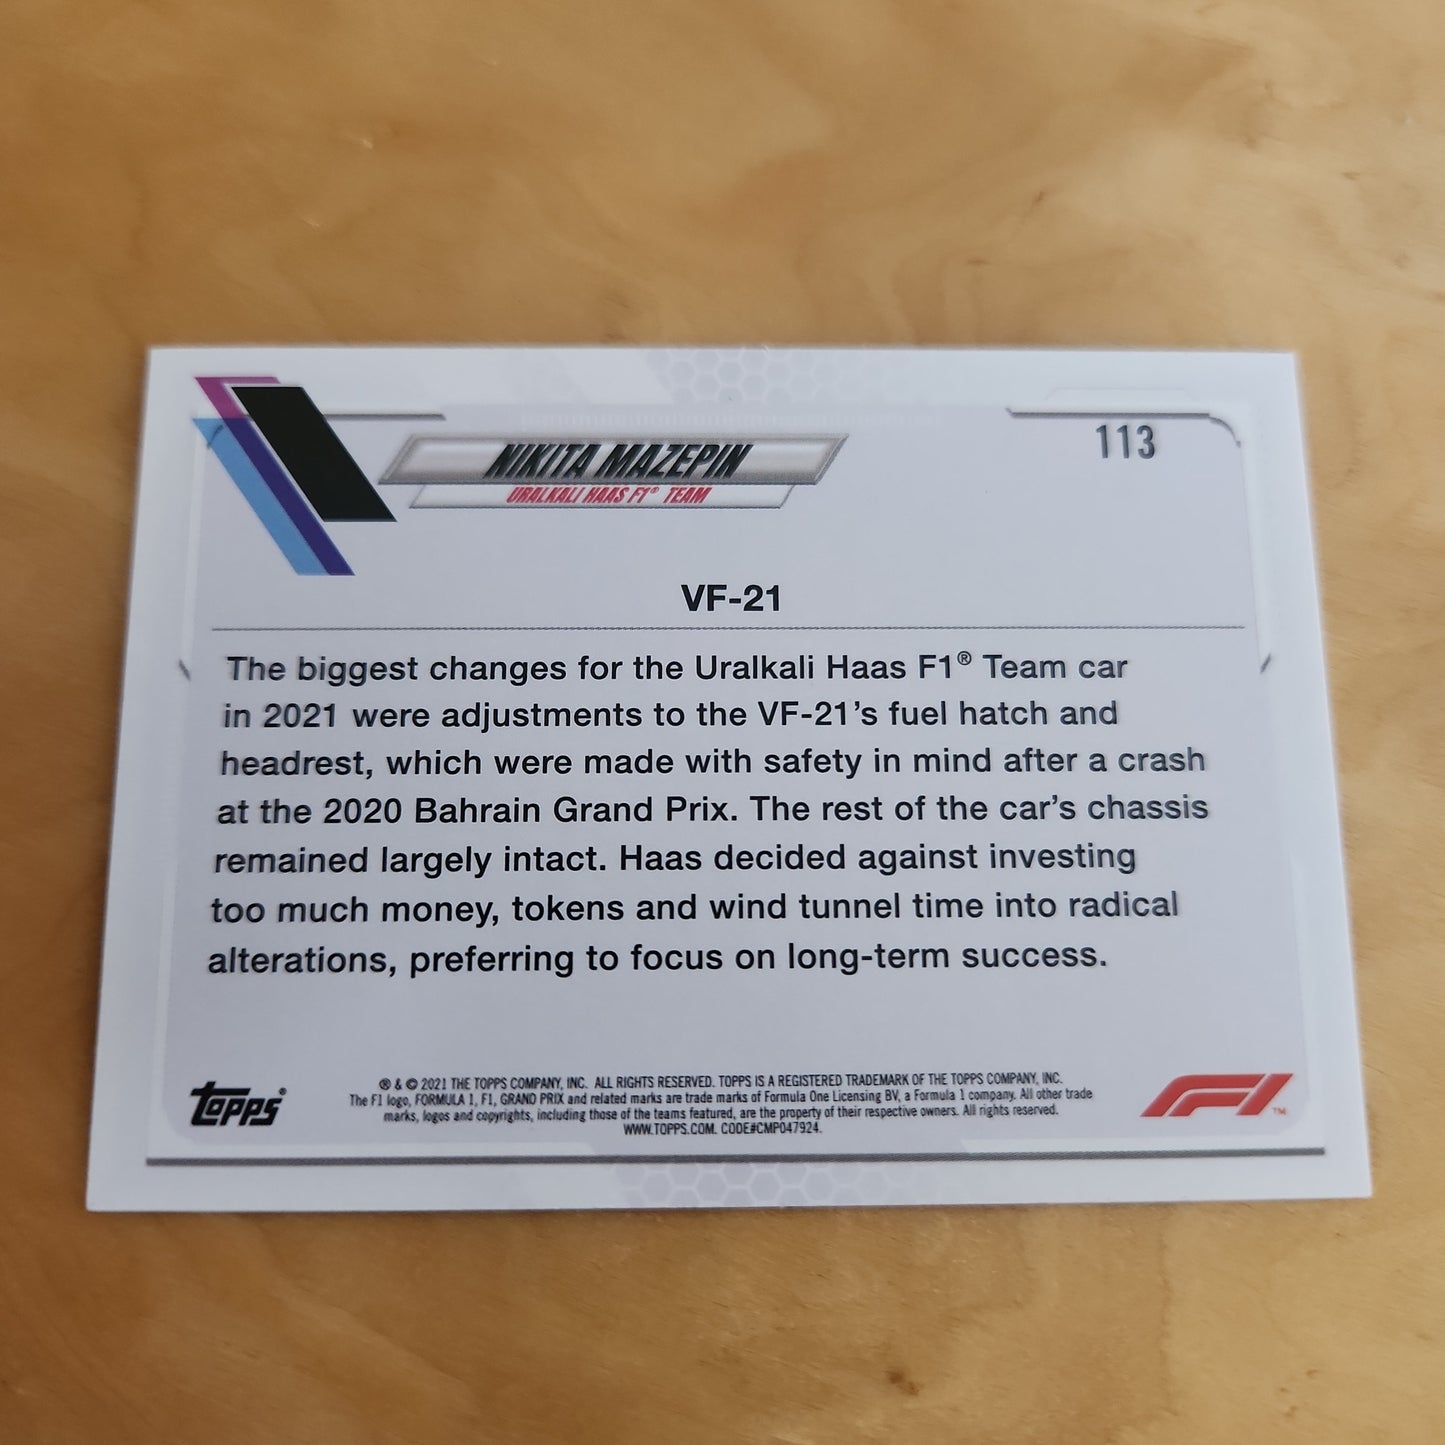 NIKITA MAZEPIN
URALKALI HAAS F1® TEAM
113
VF-21
The biggest changes for the Uralkali Haas F1® Team car
in 2021 were adjustments to the VF-21's fuel hatch and
headrest, which were made with safety in mind after a crash
at the 2020 Bahrain Grand Prix. The rest of the car's chassis
remained largely intact. Haas decided against investing
too much money, tokens and wind tunnel time into radical
alterations, preferring to focus on long-term success.
topps®
® & © 2021 THE TOPPS COMPANY, INC. ALL RIGHTS RESERVED. TOPPS IS A REGISTERED TRADEMARK OF THE TOPPS COMPANY, INC.
The F1 logo, FORMULA 1, F1, GRAND PRIX and related marks are trade marks of Formula One Licensing BV, a Formula 1 company. All other trade
marks, logos and copyrights, including those of the teams featured, are the property of their respective owners. All rights reserved.
WWW.TOPPS.COM. CODE#CMP047924.
F1™